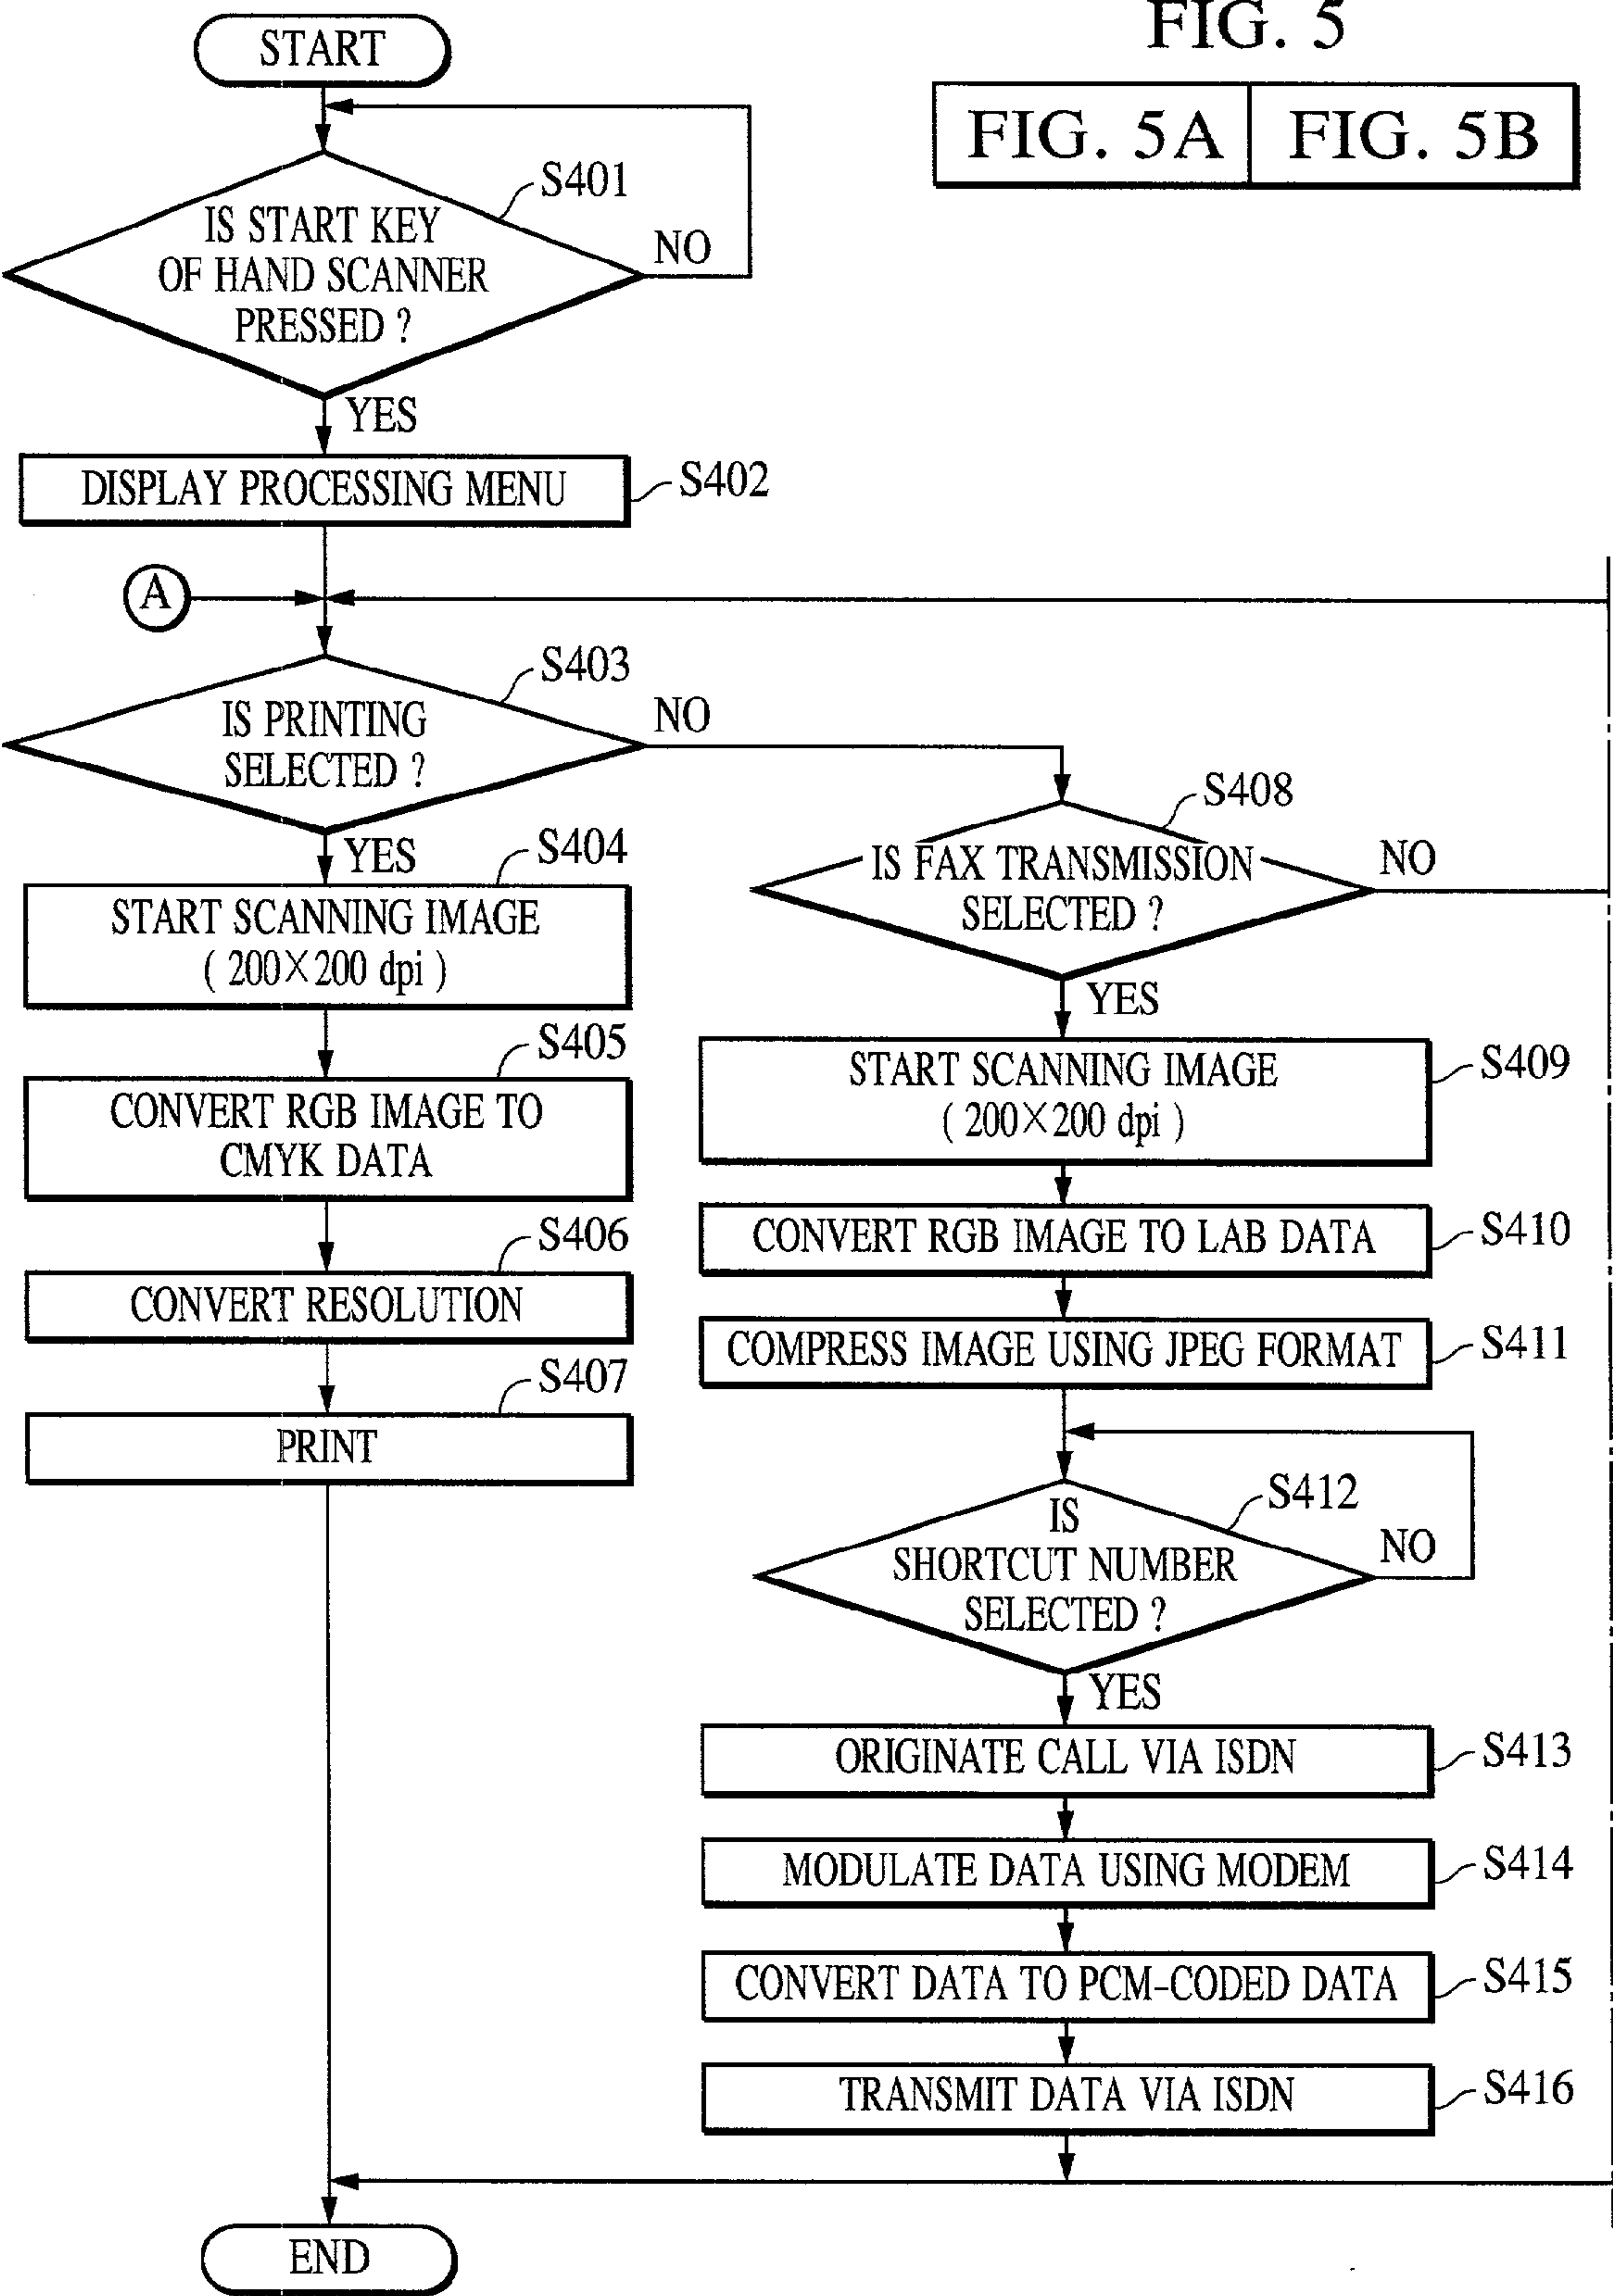 FIG. 5
FIG. 5A
FIG. 5B
START
S401
IS START KEY
OF HAND SCANNER
PRESSED ?
NO
YES
DISPLAY PROCESSING MENU
S402
A
S403
IS PRINTING
SELECTED ?
NO
YES
S404
START SCANNING IMAGE
( 200×200 dpi )
S405
CONVERT RGB IMAGE TO
CMYK DATA
S406
CONVERT RESOLUTION
S407
PRINT
S408
IS FAX TRANSMISSION
SELECTED ?
NO
YES
START SCANNING IMAGE
( 200×200 dpi )
S409
CONVERT RGB IMAGE TO LAB DATA
S410
COMPRESS IMAGE USING JPEG FORMAT
S411
S412
IS
SHORTCUT NUMBER
SELECTED ?
NO
YES
ORIGINATE CALL VIA ISDN
S413
MODULATE DATA USING MODEM
S414
CONVERT DATA TO PCM-CODED DATA
S415
TRANSMIT DATA VIA ISDN
S416
END